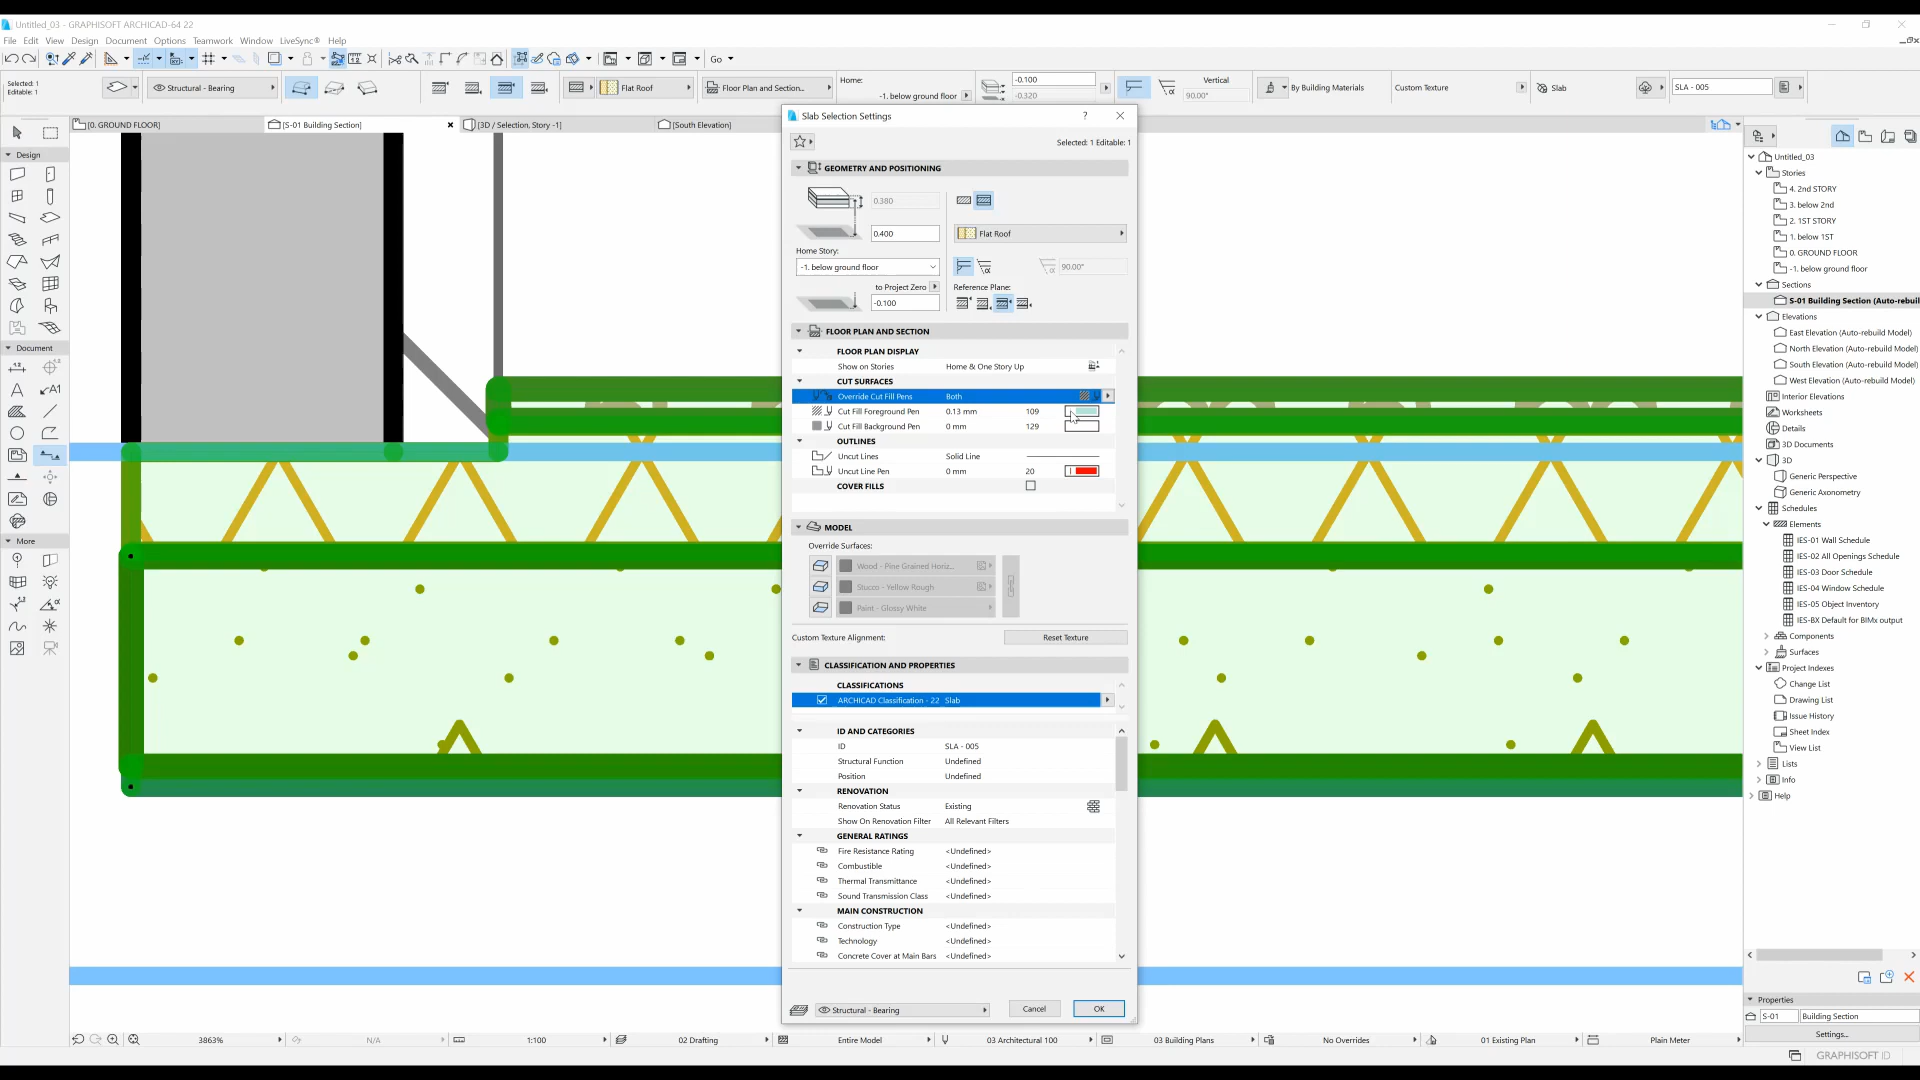 Untitled_03 - GRAPHISOFT ARCHICAD-64 22
File Edit View Design Document Options Teamwork Window LiveSync® Help
Go
Selected: 1
Editable: 1
Structural - Bearing
Flat Roof
Floor Plan and Section...
Home:
-1. below ground floor
-0.100
-0.320
Vertical
90.00°
By Building Materials
Custom Texture
Slab
SLA - 005
[0. GROUND FLOOR]
[S-01 Building Section]
[3D / Selection, Story -1]
[South Elevation]
Design
Document
A
A1
More
Slab Selection Settings
?
Selected: 1 Editable: 1
GEOMETRY AND POSITIONING
0.380
0.400
Flat Roof
Home Story:
-1. below ground floor
90.00°
to Project Zero
Reference Plane:
-0.100
FLOOR PLAN AND SECTION
FLOOR PLAN DISPLAY
Show on Stories Home & One Story Up
CUT SURFACES
Override Cut Fill Pens Both
Cut Fill Foreground Pen 0.13 mm 109
Cut Fill Background Pen 0 mm 129
OUTLINES
Uncut Lines Solid Line
Uncut Line Pen 0 mm 20
COVER FILLS
MODEL
Override Surfaces:
Wood - Pine Grained Horiz...
Stucco - Yellow Rough
Paint - Glossy White
Custom Texture Alignment:
Reset Texture
CLASSIFICATION AND PROPERTIES
CLASSIFICATIONS
ARCHICAD Classification - 22 Slab
ID AND CATEGORIES
ID SLA - 005
Structural Function Undefined
Position Undefined
RENOVATION
Renovation Status Existing
Show On Renovation Filter All Relevant Filters
GENERAL RATINGS
Fire Resistance Rating <Undefined>
Combustible <Undefined>
Thermal Transmittance <Undefined>
Sound Transmission Class <Undefined>
MAIN CONSTRUCTION
Construction Type <Undefined>
Technology <Undefined>
Concrete Cover at Main Bars <Undefined>
Structural - Bearing
Cancel
OK
Untitled_03
Stories
4. 2nd STORY
3. below 2nd
2. 1ST STORY
1. below 1ST
0. GROUND FLOOR
-1. below ground floor
Sections
S-01 Building Section (Auto-rebuil
Elevations
East Elevation (Auto-rebuild Model)
North Elevation (Auto-rebuild Model)
South Elevation (Auto-rebuild Model)
West Elevation (Auto-rebuild Model)
Interior Elevations
Worksheets
Details
3D Documents
3D
Generic Perspective
Generic Axonometry
Schedules
Elements
IES-01 Wall Schedule
IES-02 All Openings Schedule
IES-03 Door Schedule
IES-04 Window Schedule
IES-05 Object Inventory
IES-BX Default for BIMx output
Components
Surfaces
Project Indexes
Change List
Drawing List
Issue History
Sheet Index
View List
Lists
Info
Help
Properties
S-01
Building Section
Settings...
3863%
N/A
1:100
02 Drafting
Entire Model
03 Architectural 100
03 Building Plans
No Overrides
01 Existing Plan
Plain Meter
GRAPHISOFT ID